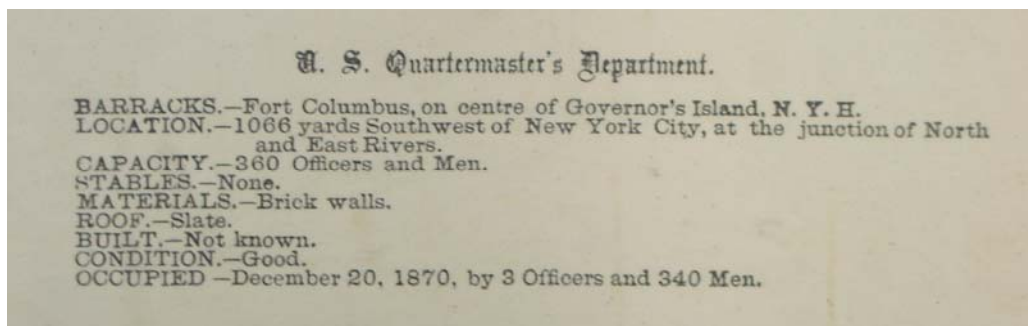 U. S. Quartermaster's Department.
BARRACKS.—Fort Columbus, on centre of Governor's Island, N. Y. H.
LOCATION.—1066 yards Southwest of New York City, at the junction of North
and East Rivers.
CAPACITY.—360 Officers and Men.
STABLES.—None.
MATERIALS.—Brick walls.
ROOF.—Slate.
BUILT.—Not known.
CONDITION.—Good.
OCCUPIED —December 20, 1870, by 3 Officers and 340 Men.